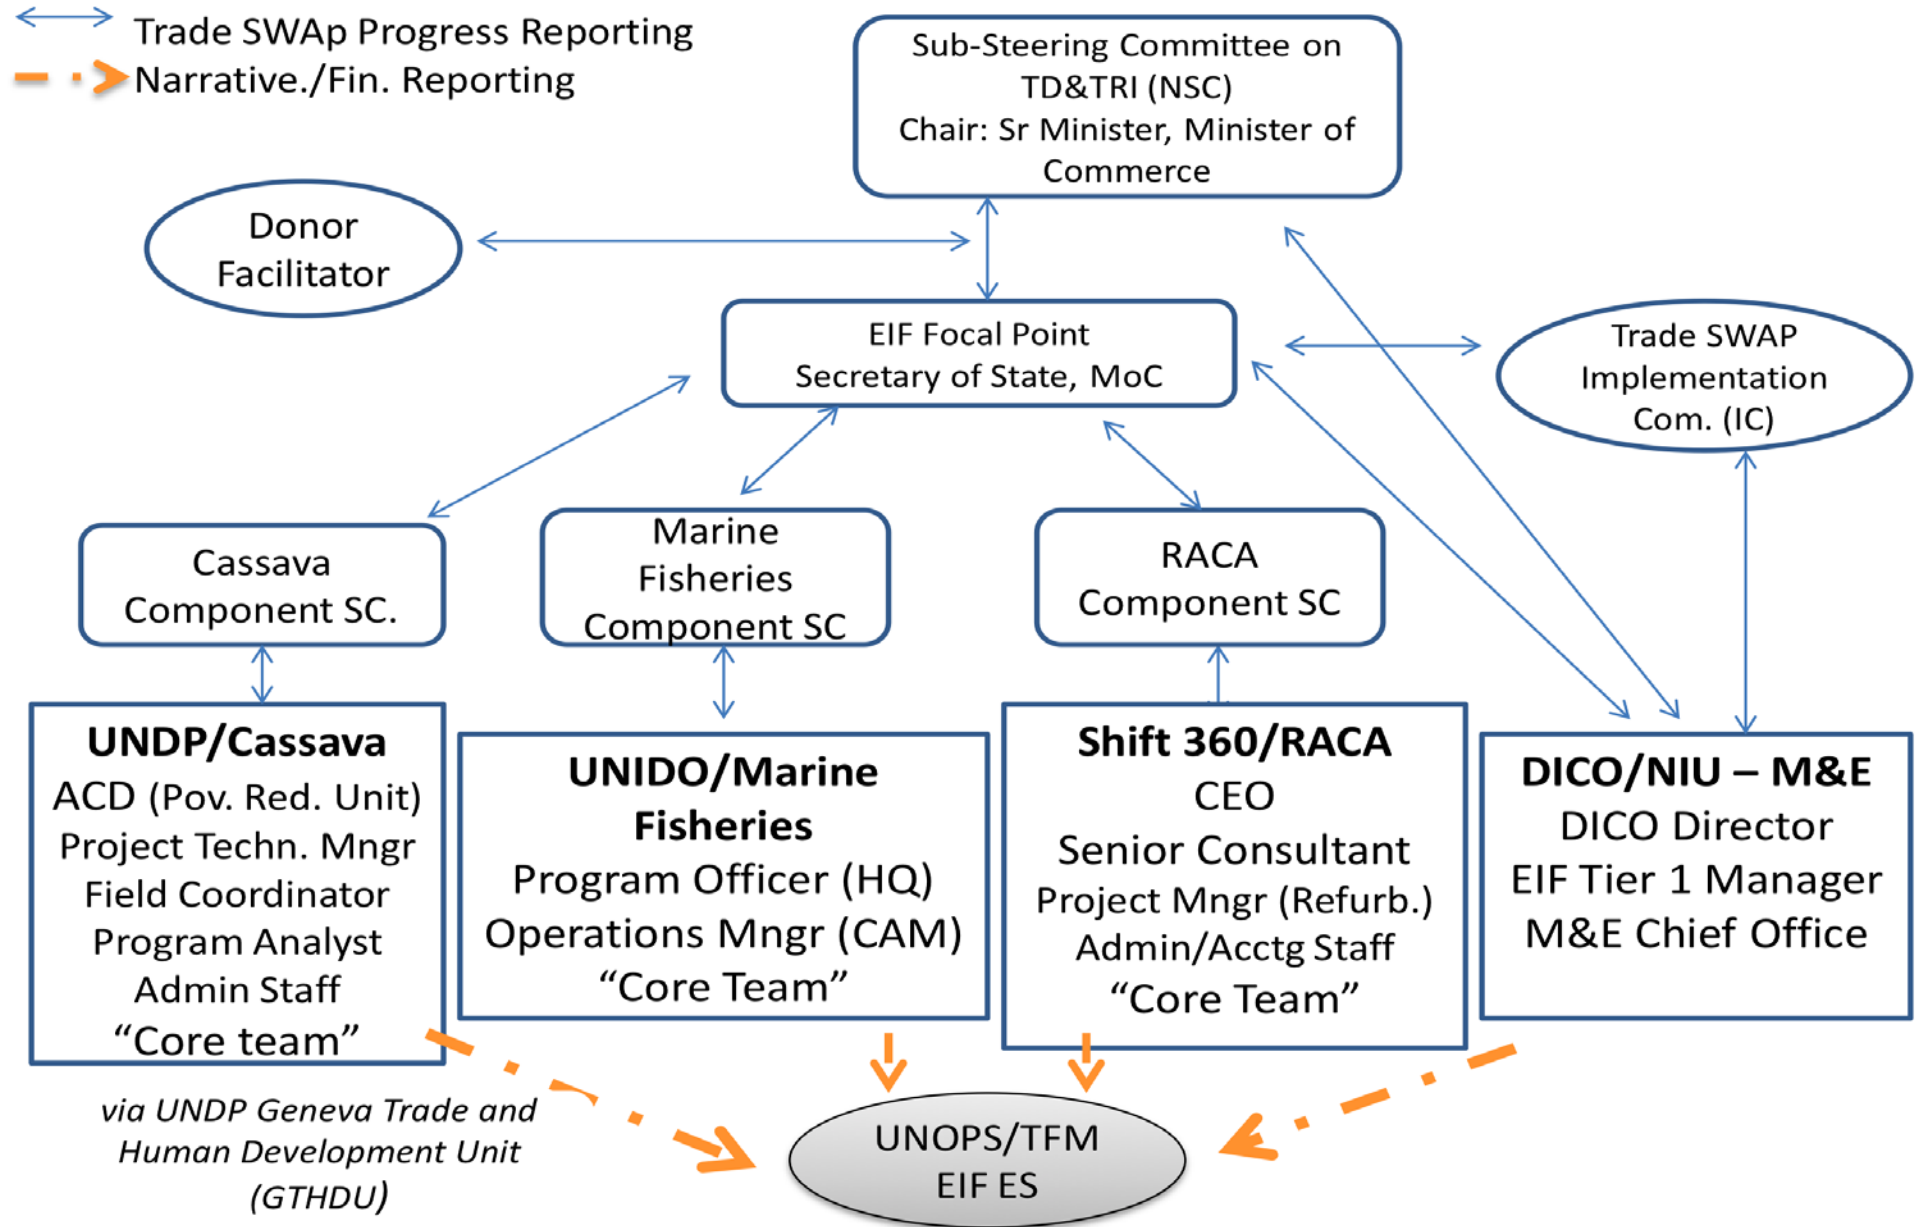 Trade SWAp Progress Reporting
Narrative./Fin. Reporting
Sub-Steering Committee on
TD&TRI (NSC)
Chair: Sr Minister, Minister of
Commerce
Donor
Facilitator
EIF Focal Point
Secretary of State, MoC
Trade SWAP
Implementation
Com. (IC)
Cassava
Component SC.
Marine
Fisheries
Component SC
RACA
Component SC
UNDP/Cassava
ACD (Pov. Red. Unit)
Project Techn. Mngr
Field Coordinator
Program Analyst
Admin Staff
“Core team”
UNIDO/Marine
Fisheries
Program Officer (HQ)
Operations Mngr (CAM)
“Core Team”
Shift 360/RACA
CEO
Senior Consultant
Project Mngr (Refurb.)
Admin/Acctg Staff
“Core Team”
DICO/NIU – M&E
DICO Director
EIF Tier 1 Manager
M&E Chief Office
via UNDP Geneva Trade and
Human Development Unit
(GTHDU)
UNOPS/TFM
EIF ES